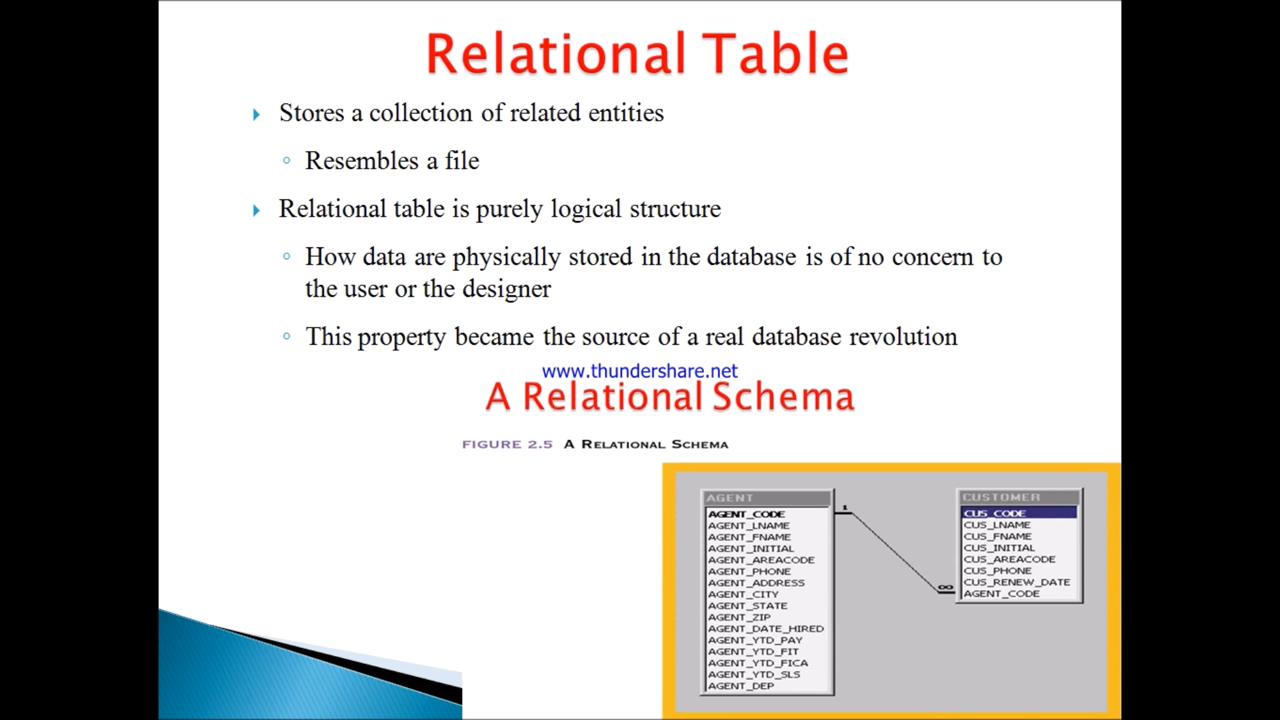 Relational Table
Stores a collection of related entities
Resembles a file
Relational table is purely logical structure
How data are physically stored in the database is of no concern to
the user or the designer
This property became the source of a real database revolution
www.thundershare.net
A Relational Schema
FIGURE 2.5 A RELATIONAL SCHEMA
AGENT
AGENT_CODE
AGENT_LNAME
AGENT_FNAME
AGENT_INITIAL
AGENT_AREACODE
AGENT_PHONE
AGENT_ADDRESS
AGENT_CITY
AGENT_STATE
AGENT_ZIP
AGENT_DATE_HIRED
AGENT_YTD_PAY
AGENT_YTD_FIT
AGENT_YTD_FICA
AGENT_YTD_SLS
AGENT_DEP
1
∞
CUSTOMER
CUS_CODE
CUS_LNAME
CUS_FNAME
CUS_INITIAL
CUS_AREACODE
CUS_PHONE
CUS_RENEW_DATE
AGENT_CODE